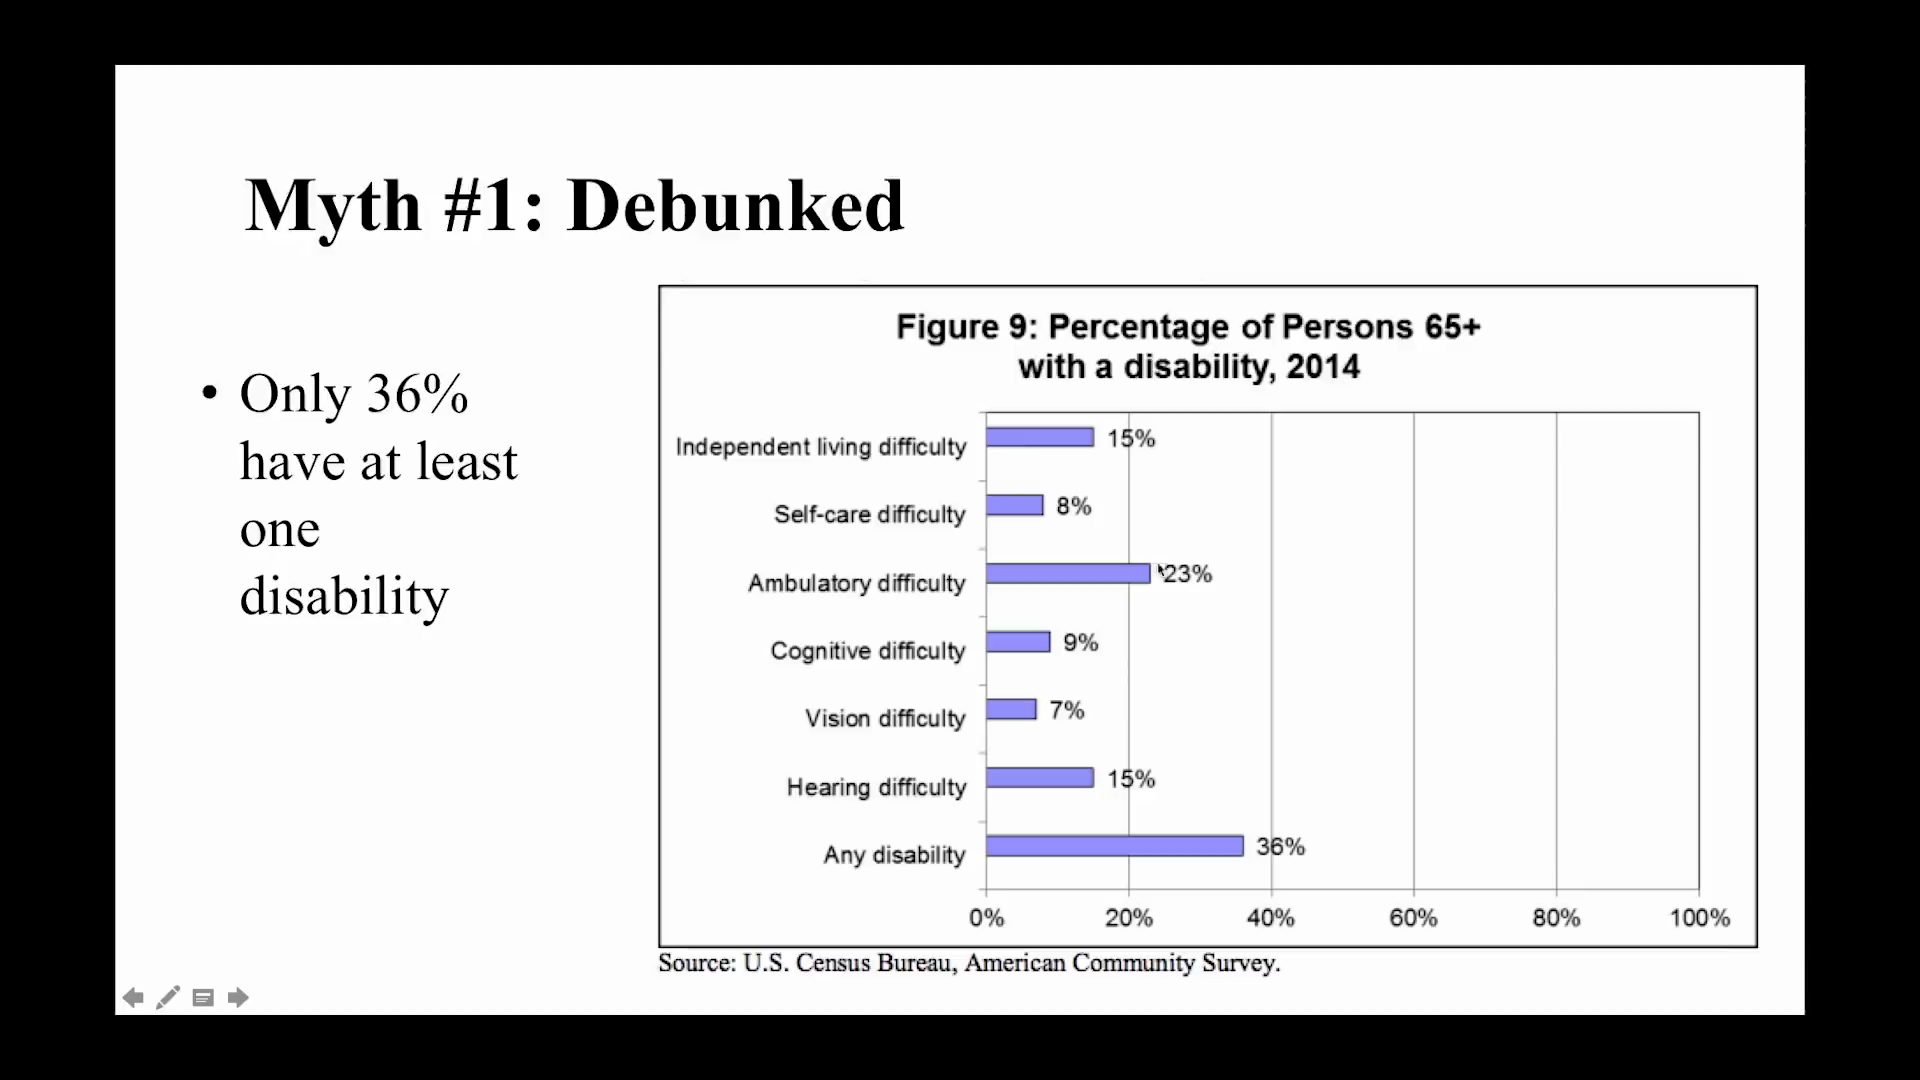 Myth #1: Debunked
• Only 36%
have at least
one
disability
Figure 9: Percentage of Persons 65+
with a disability, 2014
Independent living difficulty 15%
Self-care difficulty 8%
Ambulatory difficulty 23%
Cognitive difficulty 9%
Vision difficulty 7%
Hearing difficulty 15%
Any disability 36%
0% 20% 40% 60% 80% 100%
Source: U.S. Census Bureau, American Community Survey.